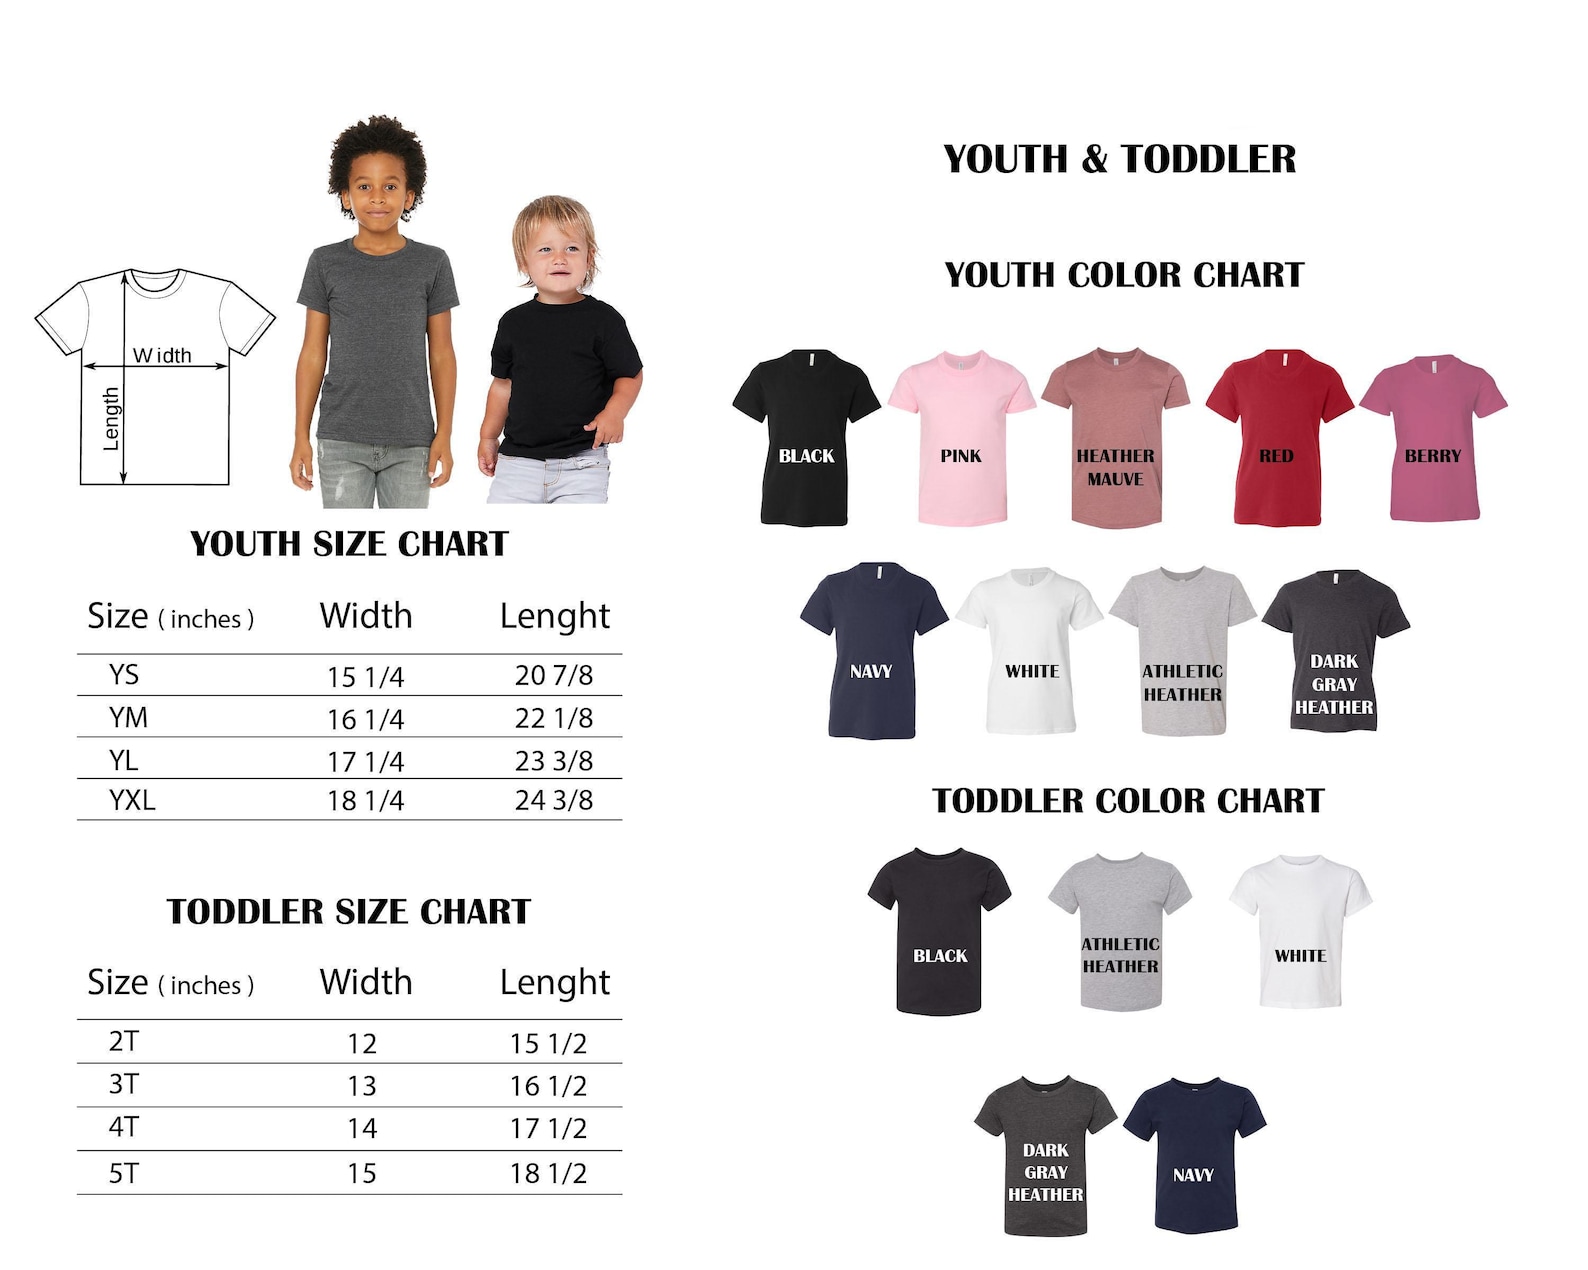 Width
Length
YOUTH SIZE CHART
Size ( inches ) Width Lenght
YS 15 1/4 20 7/8
YM 16 1/4 22 1/8
YL 17 1/4 23 3/8
YXL 18 1/4 24 3/8
TODDLER SIZE CHART
Size ( inches ) Width Lenght
2T 12 15 1/2
3T 13 16 1/2
4T 14 17 1/2
5T 15 18 1/2
YOUTH & TODDLER
YOUTH COLOR CHART
BLACK
PINK
HEATHER
MAUVE
RED
BERRY
NAVY
WHITE
ATHLETIC
HEATHER
DARK
GRAY
HEATHER
TODDLER COLOR CHART
BLACK
ATHLETIC
HEATHER
WHITE
DARK
GRAY
HEATHER
NAVY